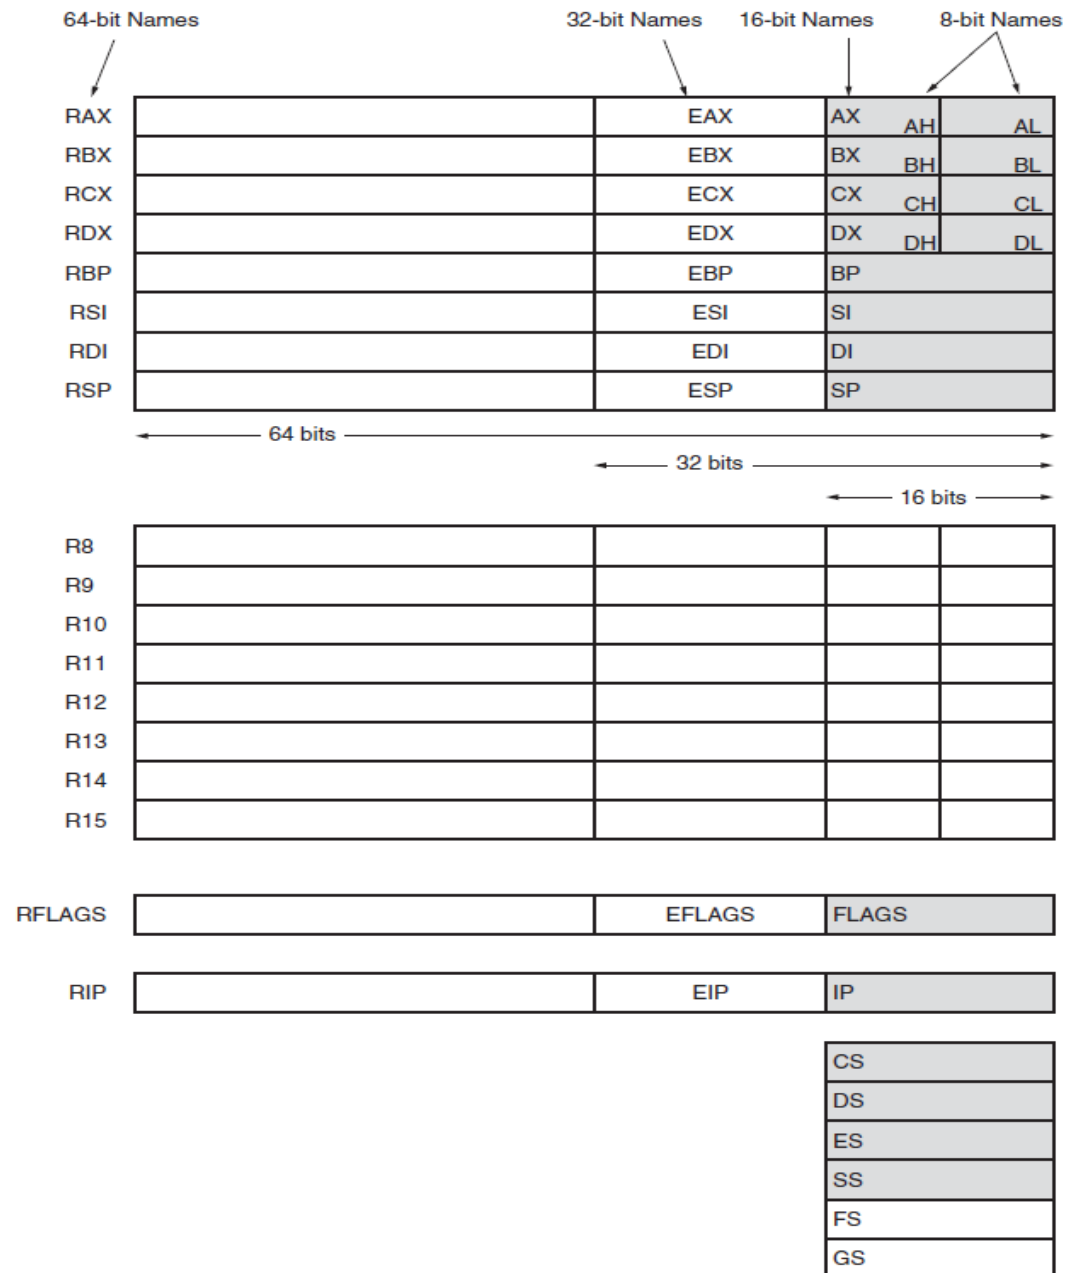 64-bit Names 32-bit Names 16-bit Names 8-bit Names
RAX EAX AX AH AL
RBX EBX BX BH BL
RCX ECX CX CH CL
RDX EDX DX DH DL
RBP EBP BP
RSI ESI SI
RDI EDI DI
RSP ESP SP
64 bits
32 bits
16 bits
R8
R9
R10
R11
R12
R13
R14
R15
RFLAGS EFLAGS FLAGS
RIP EIP IP
CS
DS
ES
SS
FS
GS